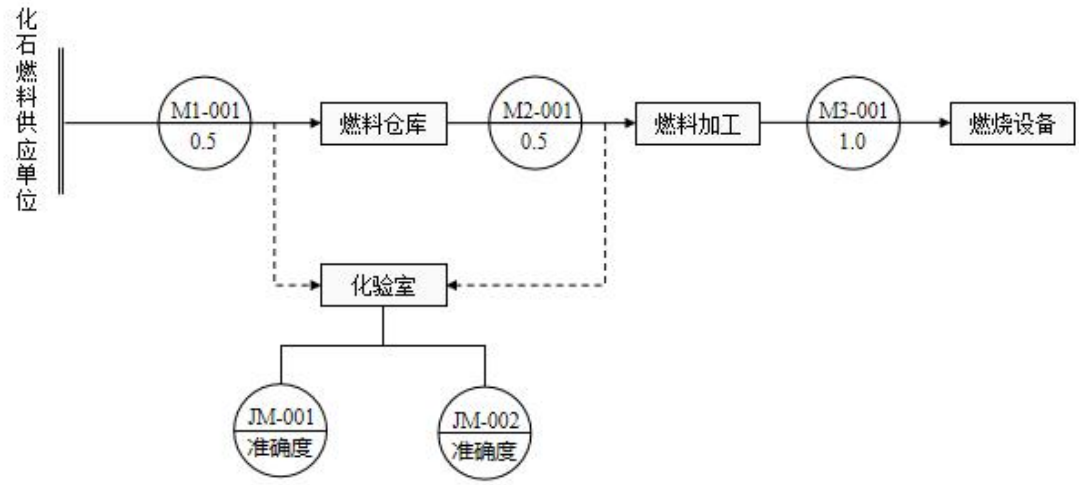 化石燃料供应单位
M1-001
0.5
燃料仓库
M2-001
0.5
燃料加工
M3-001
1.0
燃烧设备
化验室
JM-001
准确度
JM-002
准确度